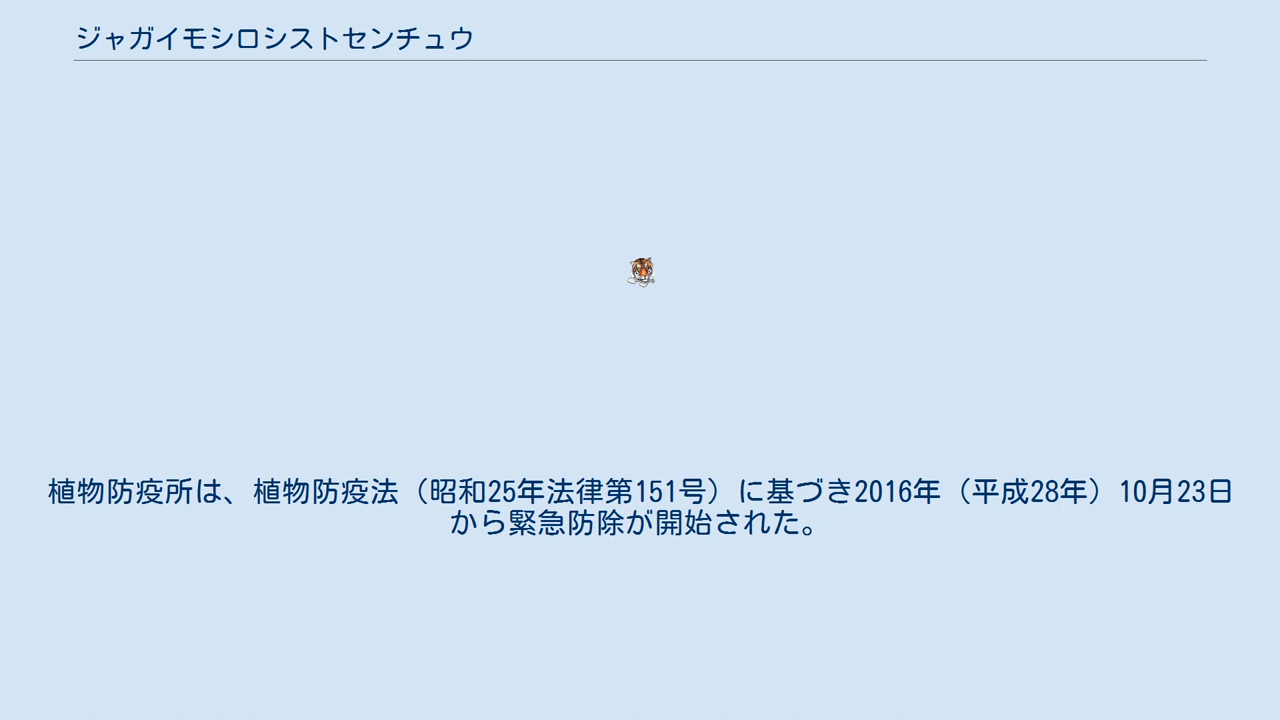 ジャガイモシロシストセンチュウ
植物防疫所は、植物防疫法（昭和25年法律第151号）に基づき2016年（平成28年）10月23日
から緊急防除が開始された。